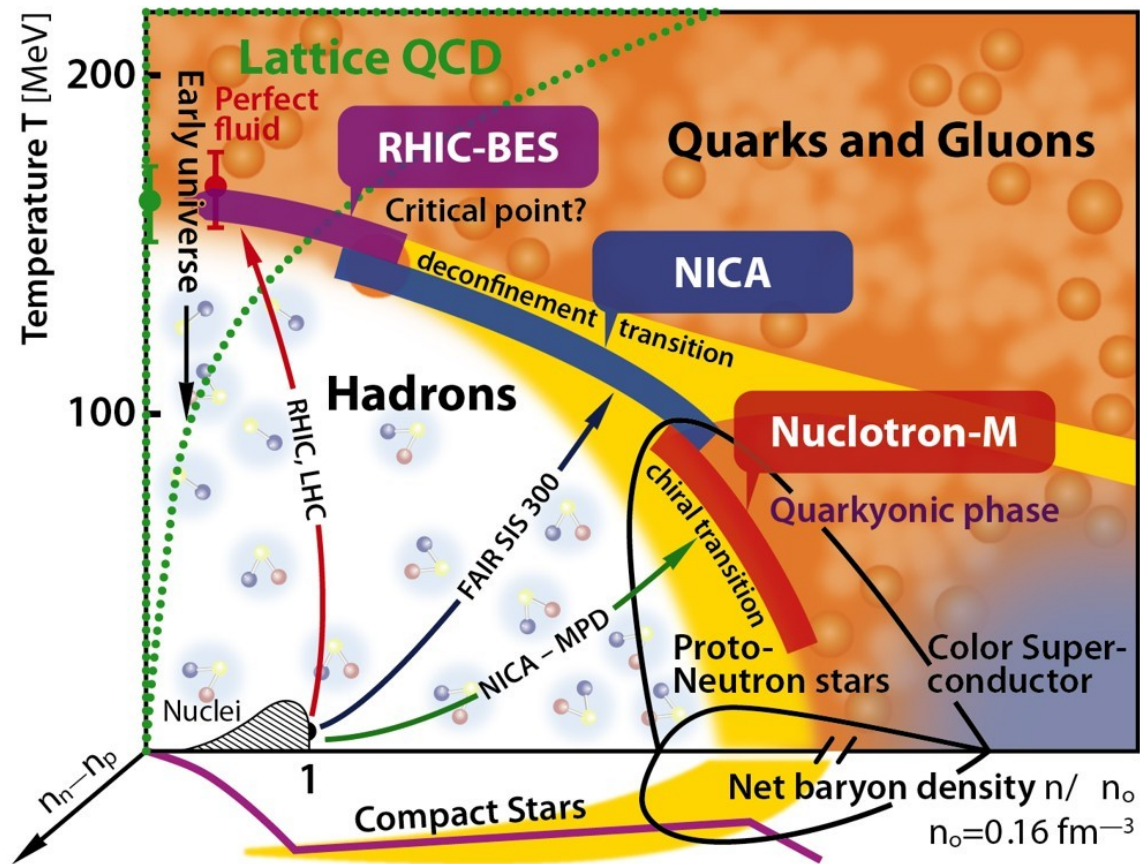 Temperature T [MeV]
200
100
Lattice QCD
Early universe
Perfect
fluid
RHIC-BES
Critical point?
Quarks and Gluons
NICA
deconfinement transition
Hadrons
RHIC, LHC
Nuclotron-M
Quarkyonic phase
chiral transition
FAIR SIS 300
NICA – MPD
Proto-
Neutron stars
Color Super-
conductor
Nuclei
1
nₙ—nₚ
Compact Stars
Net baryon density n/ n₀
n₀=0.16 fm⁻³